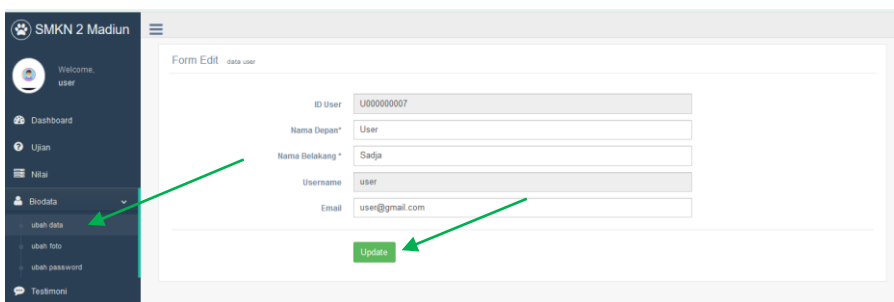 SMKN 2 Madiun
Welcome,
user
Dashboard
Ujian
Nilai
Biodata
ubah data
ubah foto
ubah password
Testimoni
Form Edit data user
ID User U000000007
Nama Depan* User
Nama Belakang * Sadja
Username user
Email user@gmail.com
Update